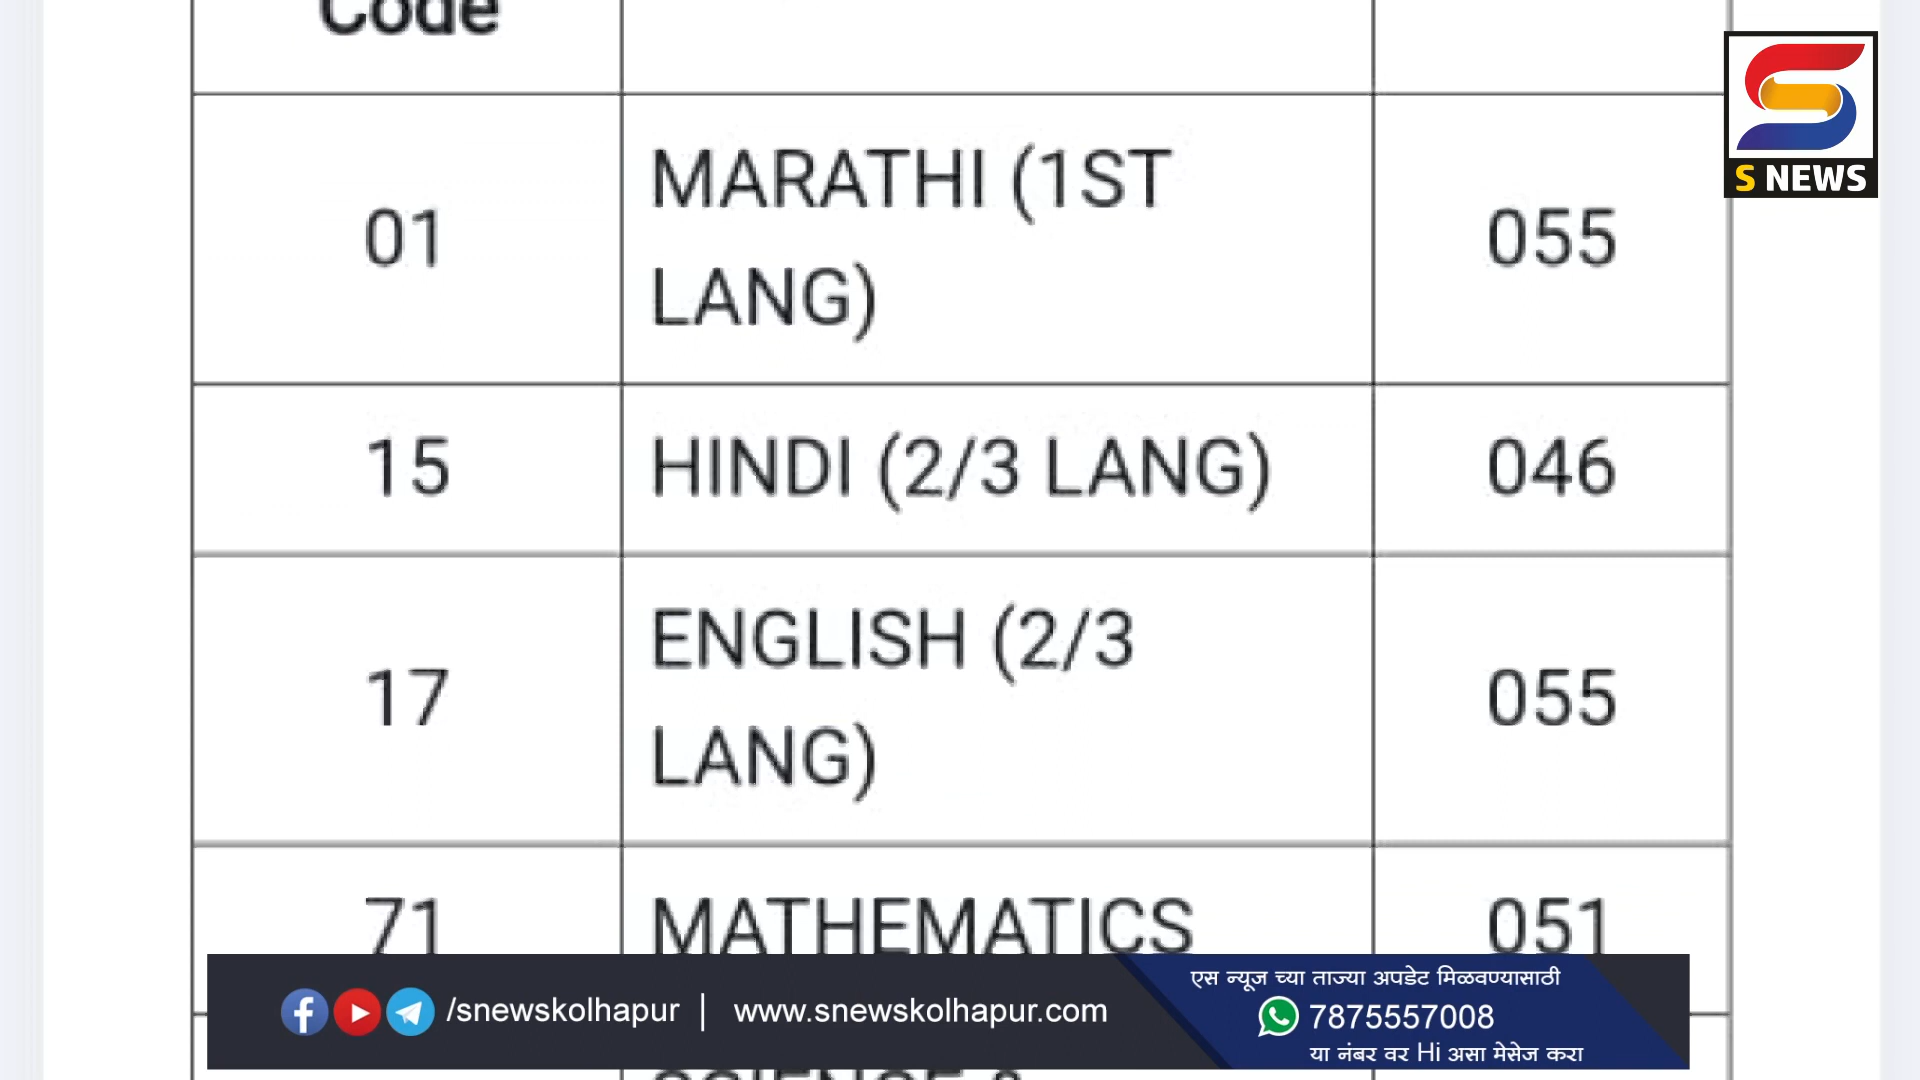 Code
S NEWS
MARATHI (1ST
01
055
LANG)
15
HINDI (2/3 LANG)
046
ENGLISH (2/3
17
055
LANG)
71
MATHEMATICS
051
एस न्यूज च्या ताज्या अपडेट मिळवण्यासाठी
/snewskolhapur | www.snewskolhapur.com
7875557008
या नंबर वर Hi असा मेसेज करा
SCIENCE &